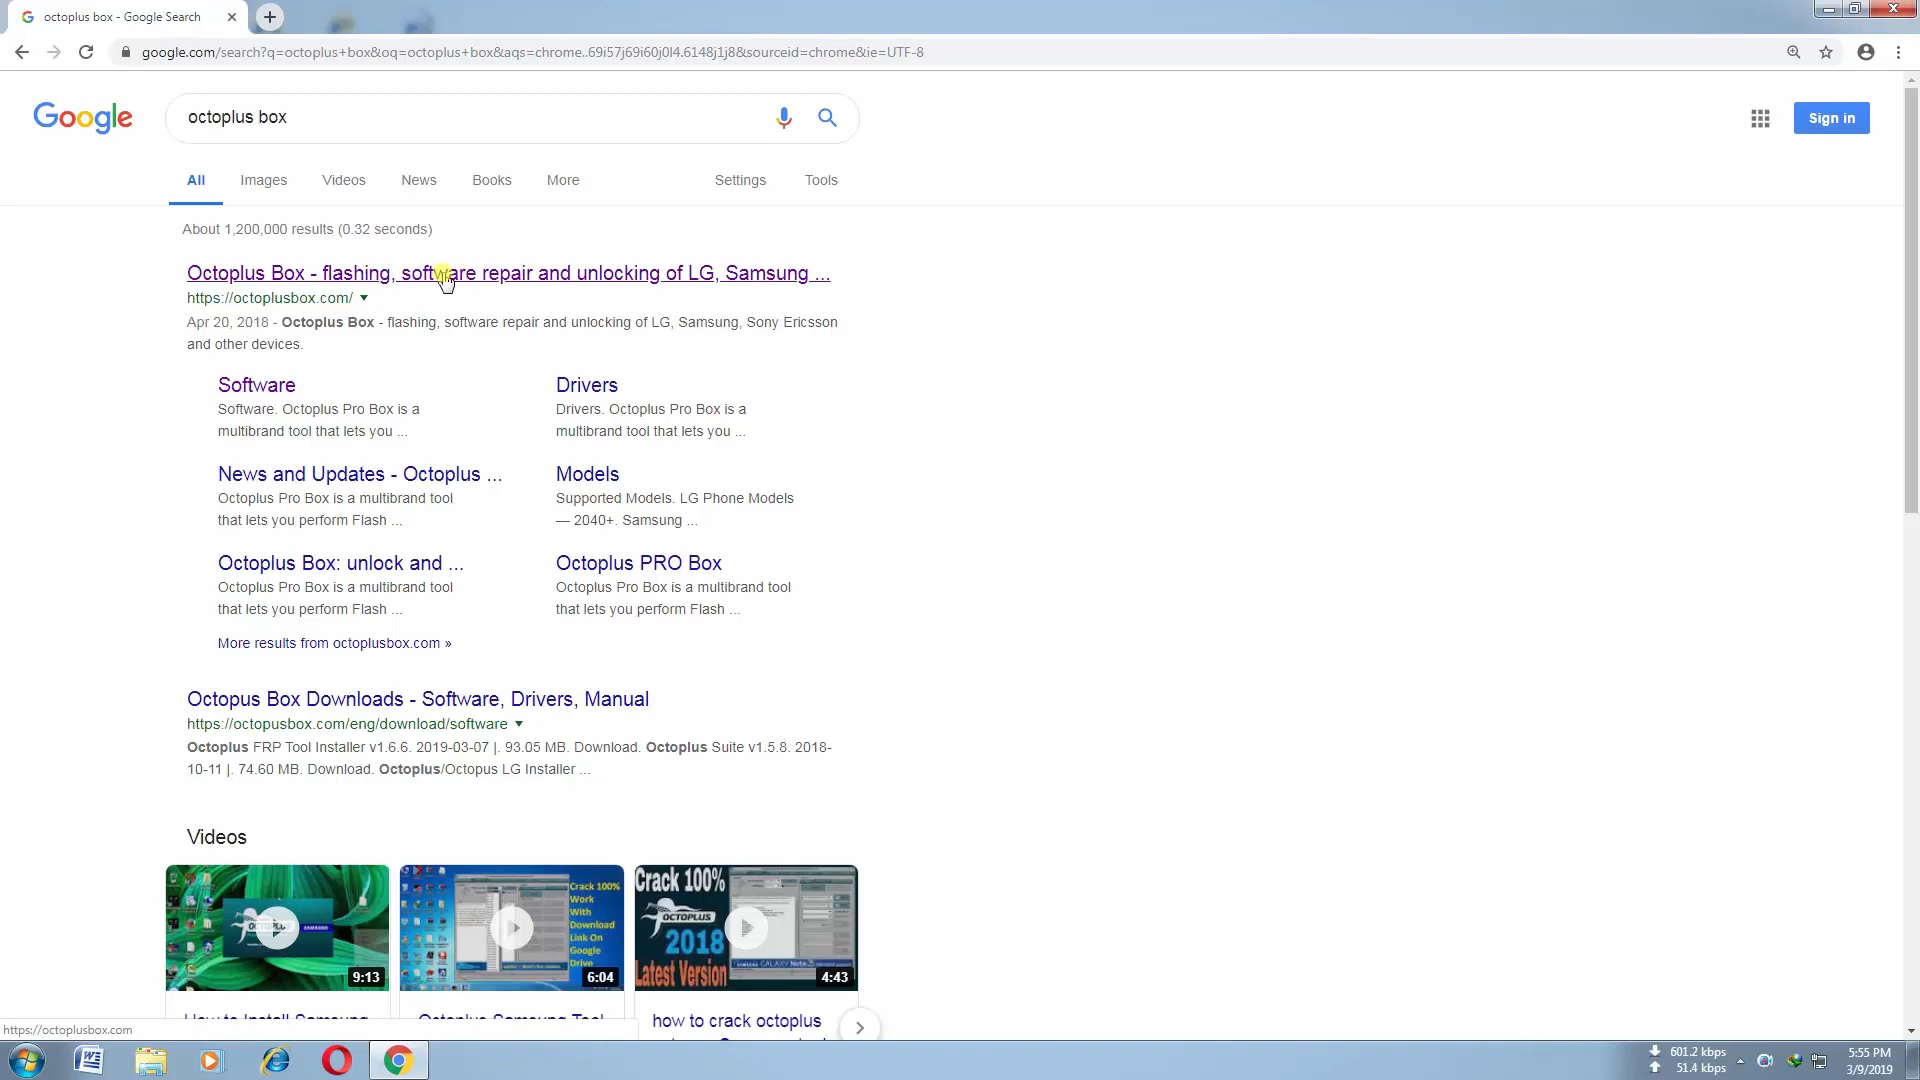 octoplus box - Google Search
google.com/search?q=octoplus+box&oq=octoplus+box&aqs=chrome..69i57j69i60j0l4.6148j1j8&sourceid=chrome&ie=UTF-8
Google
octoplus box
Sign in
All Images Videos News Books More Settings Tools
About 1,200,000 results (0.32 seconds)
Octoplus Box - flashing, software repair and unlocking of LG, Samsung ...
https://octoplusbox.com/
Apr 20, 2018 - Octoplus Box - flashing, software repair and unlocking of LG, Samsung, Sony Ericsson
and other devices.
Software
Software. Octoplus Pro Box is a
multibrand tool that lets you ...
Drivers
Drivers. Octoplus Pro Box is a
multibrand tool that lets you ...
News and Updates - Octoplus ...
Octoplus Pro Box is a multibrand tool
that lets you perform Flash ...
Models
Supported Models. LG Phone Models
— 2040+. Samsung ...
Octoplus Box: unlock and ...
Octoplus Pro Box is a multibrand tool
that lets you perform Flash ...
Octoplus PRO Box
Octoplus Pro Box is a multibrand tool
that lets you perform Flash ...
More results from octoplusbox.com »
Octopus Box Downloads - Software, Drivers, Manual
https://octopusbox.com/eng/download/software
Octoplus FRP Tool Installer v1.6.6. 2019-03-07 |. 93.05 MB. Download. Octoplus Suite v1.5.8. 2018-
10-11 |. 74.60 MB. Download. Octoplus/Octopus LG Installer ...
Videos
OCTOPLUS
SAMSUNG
9:13
Crack 100%
Work
With
Download
Link On
Google
Drive
6:04
Crack 100%
OCTOPLUS
2018
Latest Version
4:43
How to Install Samsung
Octoplus Samsung Tool
how to crack octoplus
https://octoplusbox.com
601.2 kbps
51.4 kbps
5:55 PM
3/9/2019